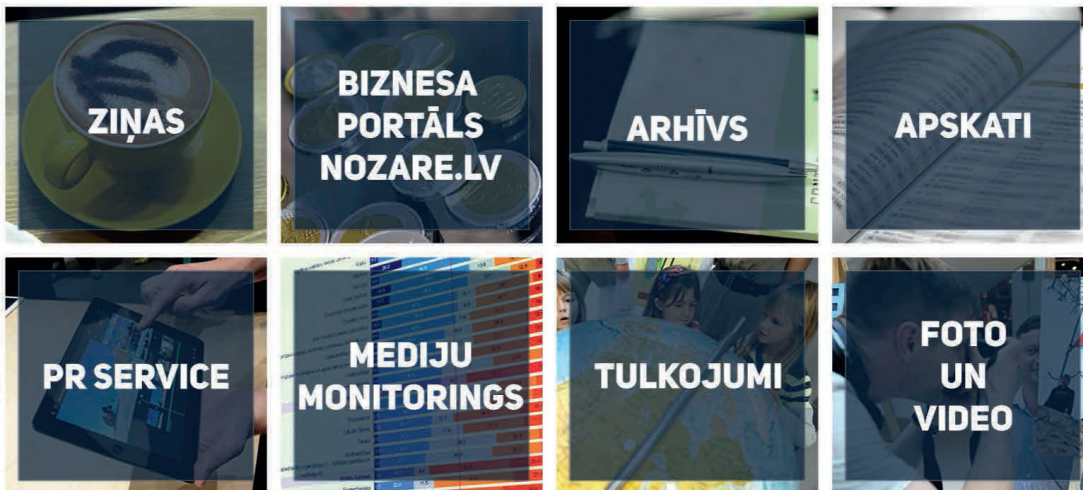 ZIŅAS
BIZNESA
PORTĀLS
NOZARE.LV
ARHĪVS
APSKATI
PR SERVICE
MEDIJU
MONITORINGS
TULKOJUMI
FOTO
UN
VIDEO